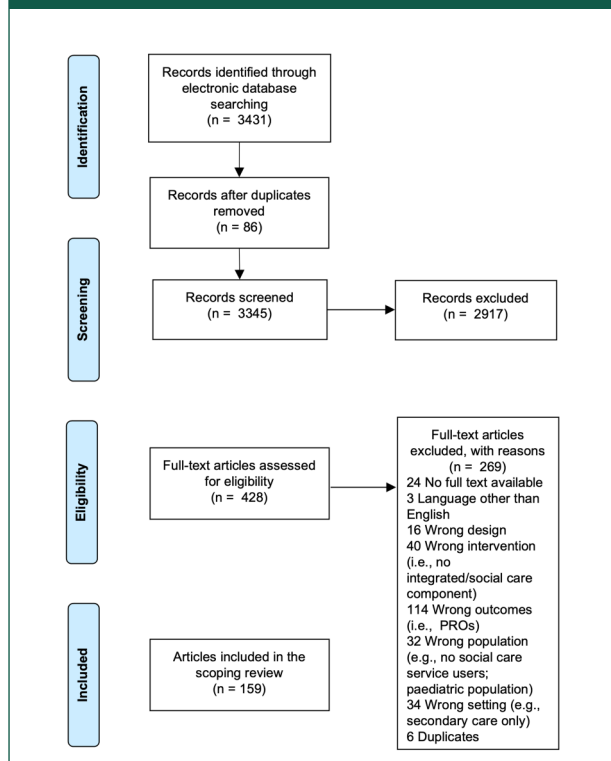 Identification
Records identified through
electronic database
searching
(n = 3431)
Records after duplicates
removed
(n = 86)
Screening
Records screened
(n = 3345)
Records excluded
(n = 2917)
Eligibility
Full-text articles assessed
for eligibility
(n = 428)
Full-text articles
excluded, with reasons
(n = 269)
24 No full text available
3 Language other than
English
16 Wrong design
40 Wrong intervention
(i.e., no
integrated/social care
component)
114 Wrong outcomes
(i.e., PROs)
32 Wrong population
(e.g., no social care
service users;
paediatric population)
34 Wrong setting (e.g.,
secondary care only)
6 Duplicates
Included
Articles included in the
scoping review
(n = 159)